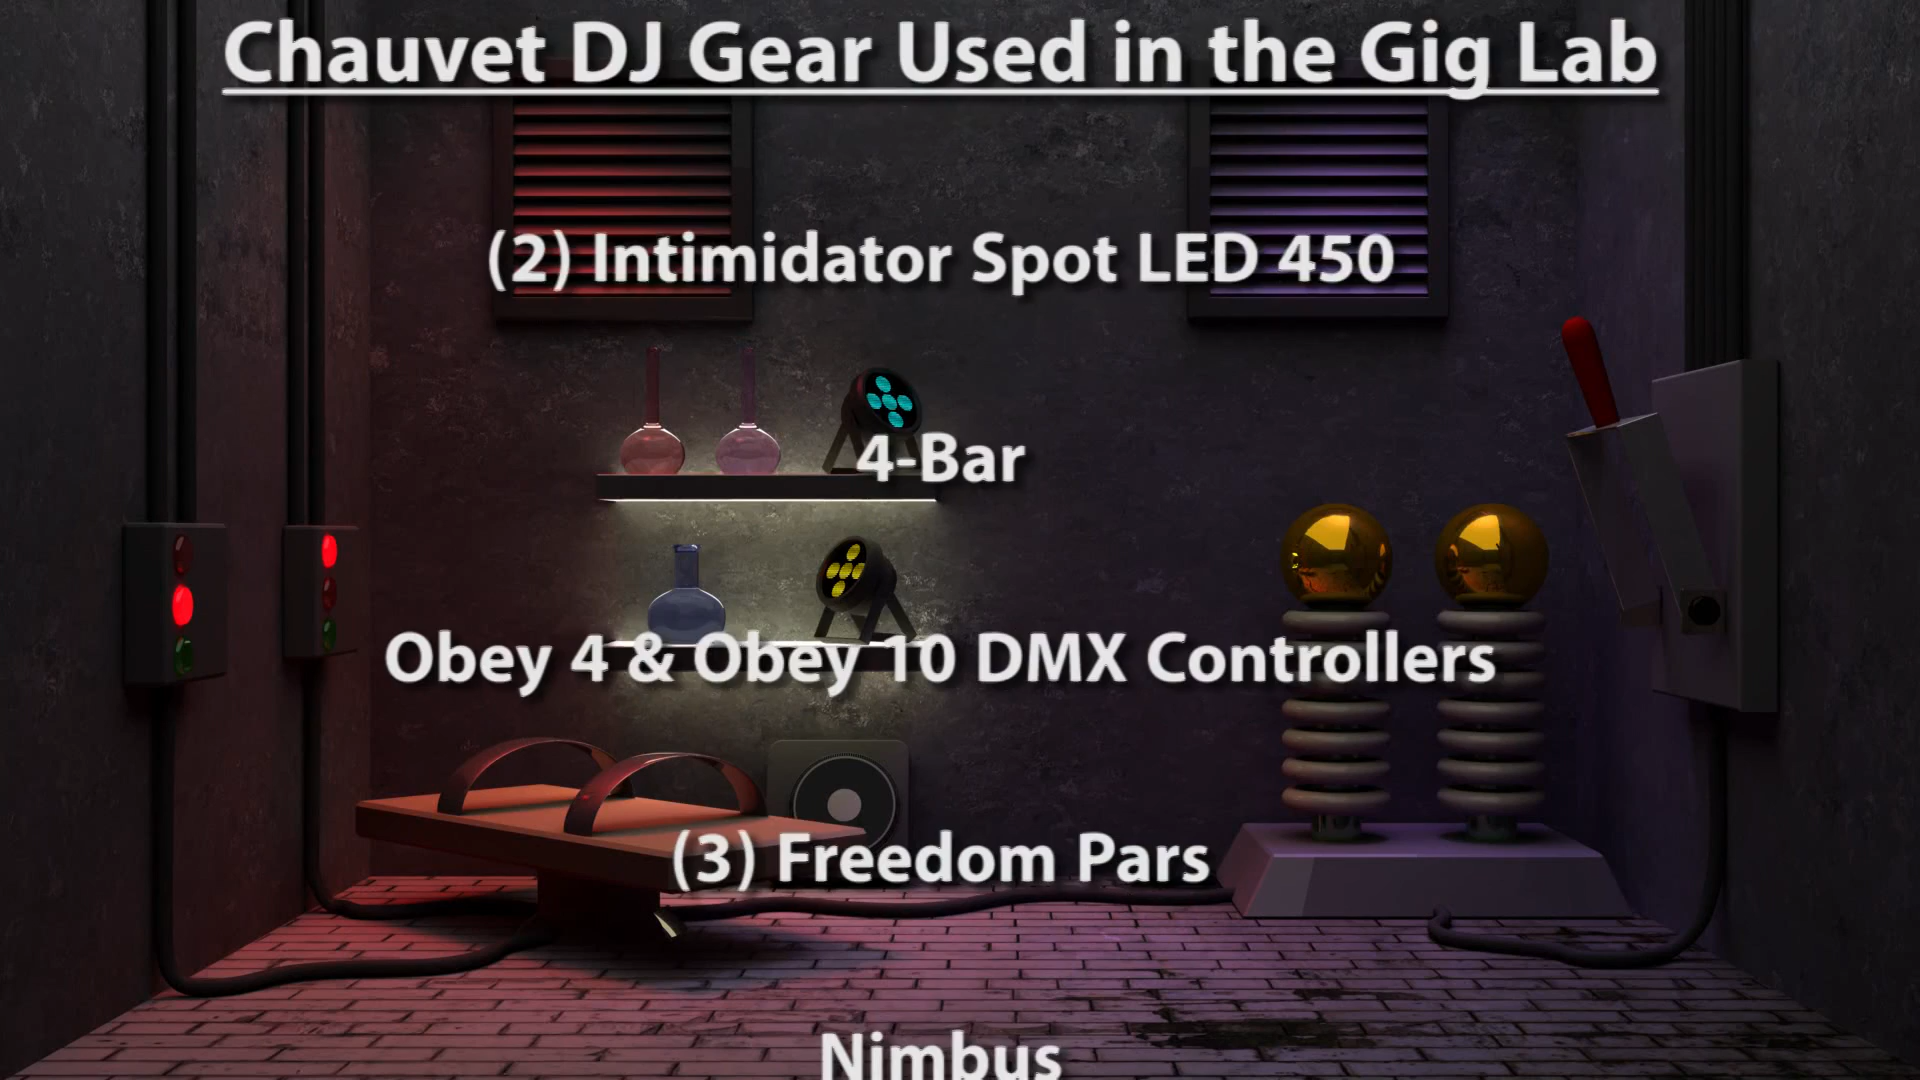 Chauvet DJ Gear Used in the Gig Lab
(2) Intimidator Spot LED 450
4-Bar
Obey 4 & Obey 10 DMX Controllers
(3) Freedom Pars
Nimbus